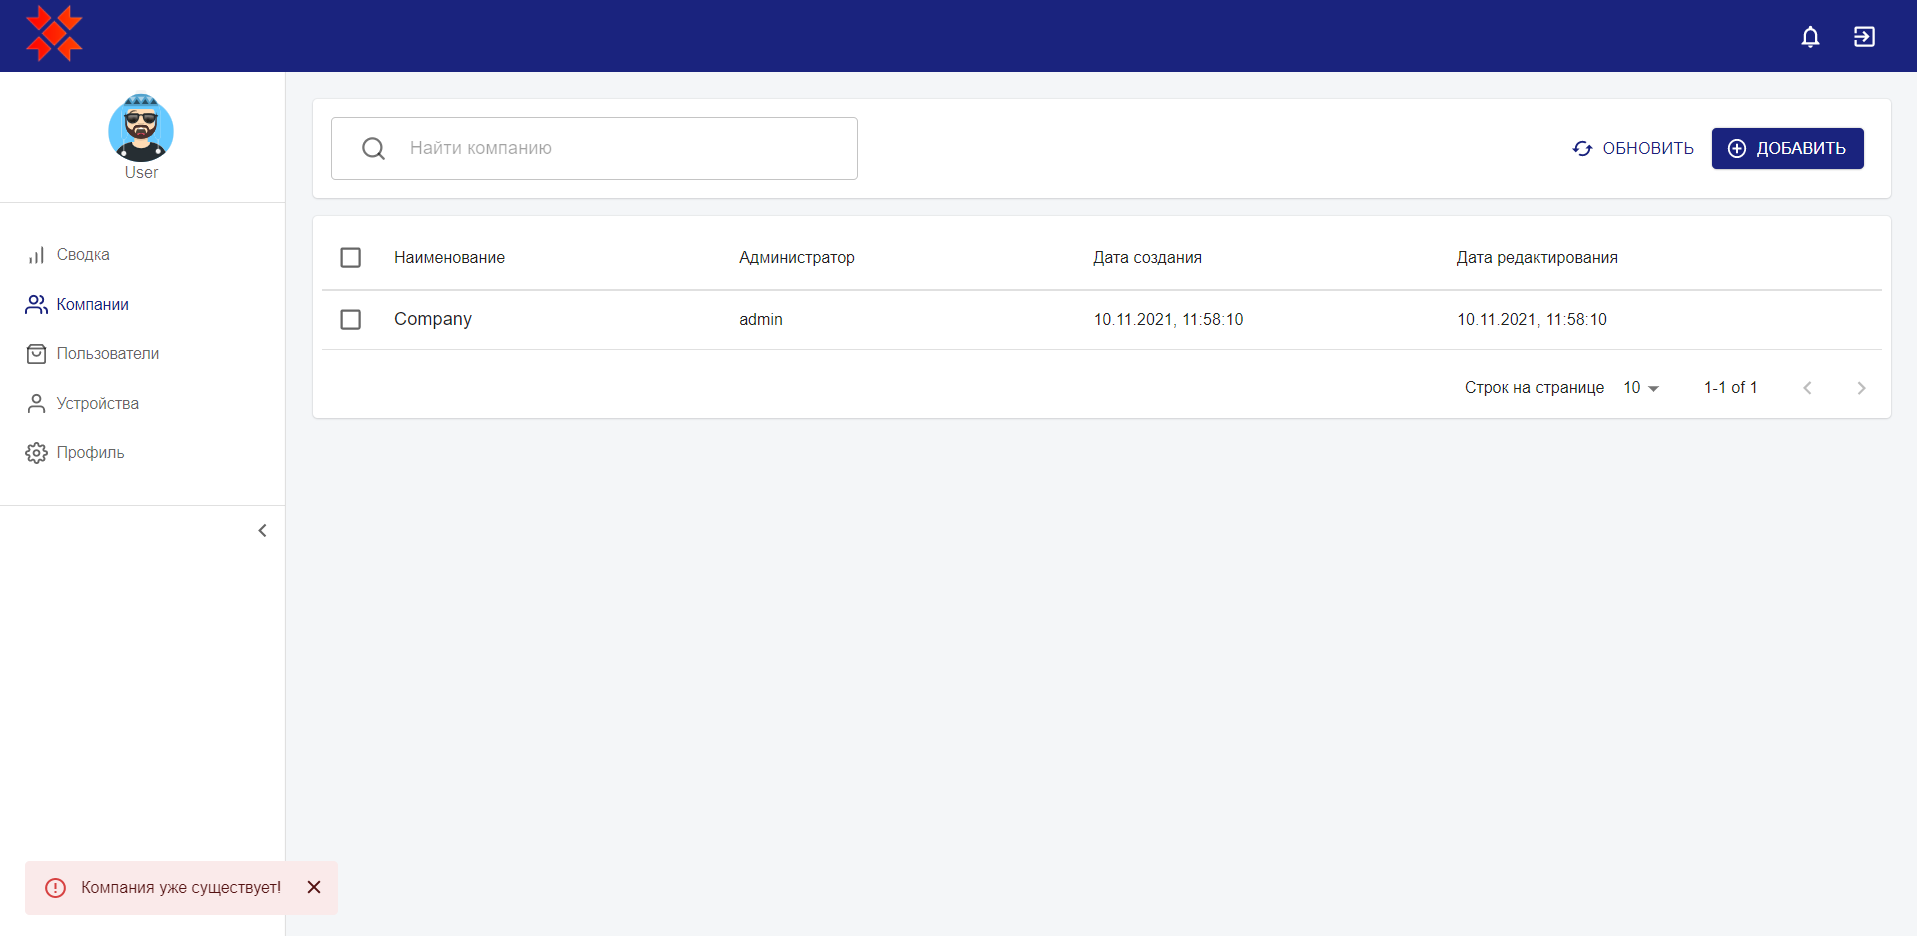 User
Сводка
Компании
Пользователи
Устройства
Профиль
Найти компанию
ОБНОВИТЬ
ДОБАВИТЬ
Наименование Администратор Дата создания Дата редактирования
Company admin 10.11.2021, 11:58:10 10.11.2021, 11:58:10
Строк на странице 10 1-1 of 1
Компания уже существует!